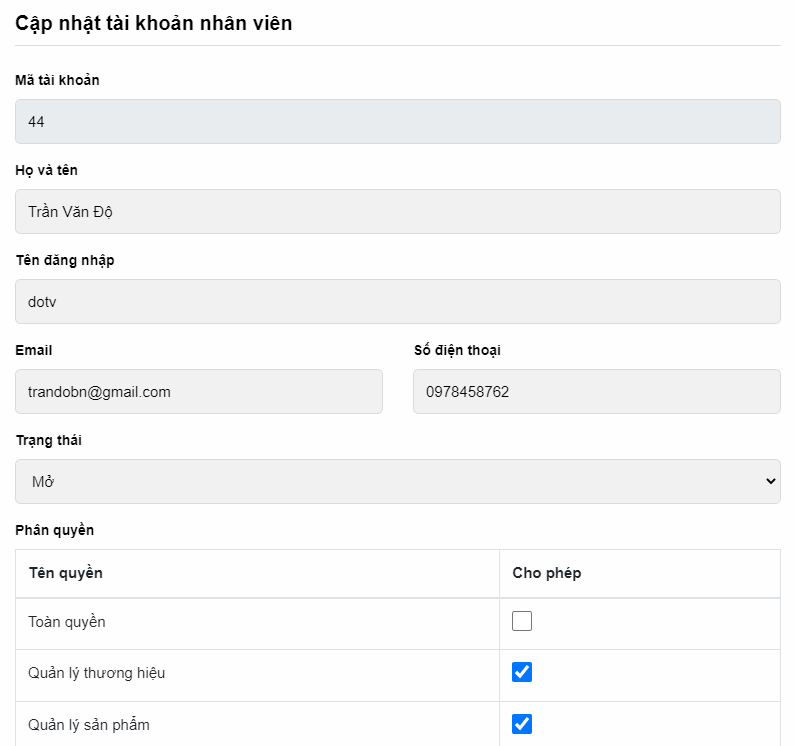 Cập nhật tài khoản nhân viên
Mã tài khoản
44
Họ và tên
Trần Văn Độ
Tên đăng nhập
dotv
Email
Số điện thoại
trandobn@gmail.com
0978458762
Trạng thái
Mở
Phân quyền
Tên quyền
Cho phép
Toàn quyền
Quản lý thương hiệu
Quản lý sản phẩm